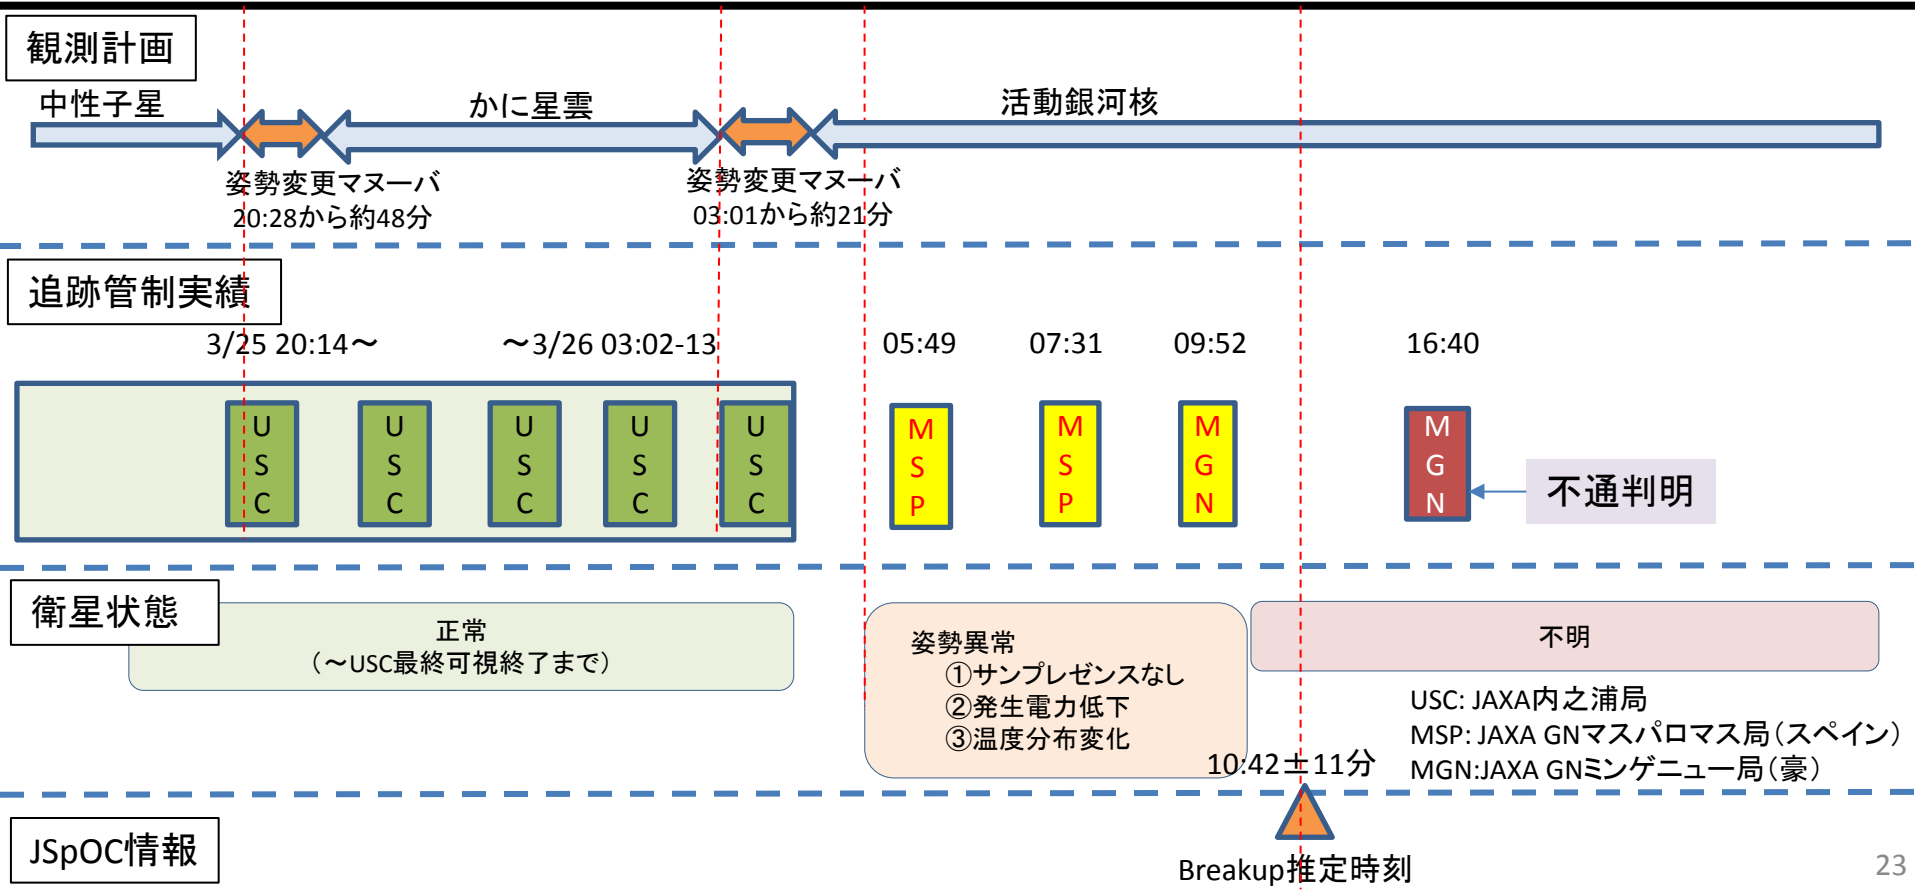 観測計画
中性子星
かに星雲
活動銀河核
姿勢変更マヌーバ
20:28から約48分
姿勢変更マヌーバ
03:01から約21分
追跡管制実績
3/25 20:14～
～3/26 03:02-13
05:49
07:31
09:52
16:40
USC
USC
USC
USC
USC
MSP
MSP
MGN
MGN
不通判明
衛星状態
正常
（～USC最終可視終了まで）
姿勢異常
①サンプレゼンスなし
②発生電力低下
③温度分布変化
不明
USC: JAXA内之浦局
MSP: JAXA GNマスパロマス局（スペイン）
MGN:JAXA GNミンゲニュー局（豪）
10:42±11分
JSpOC情報
Breakup推定時刻
23